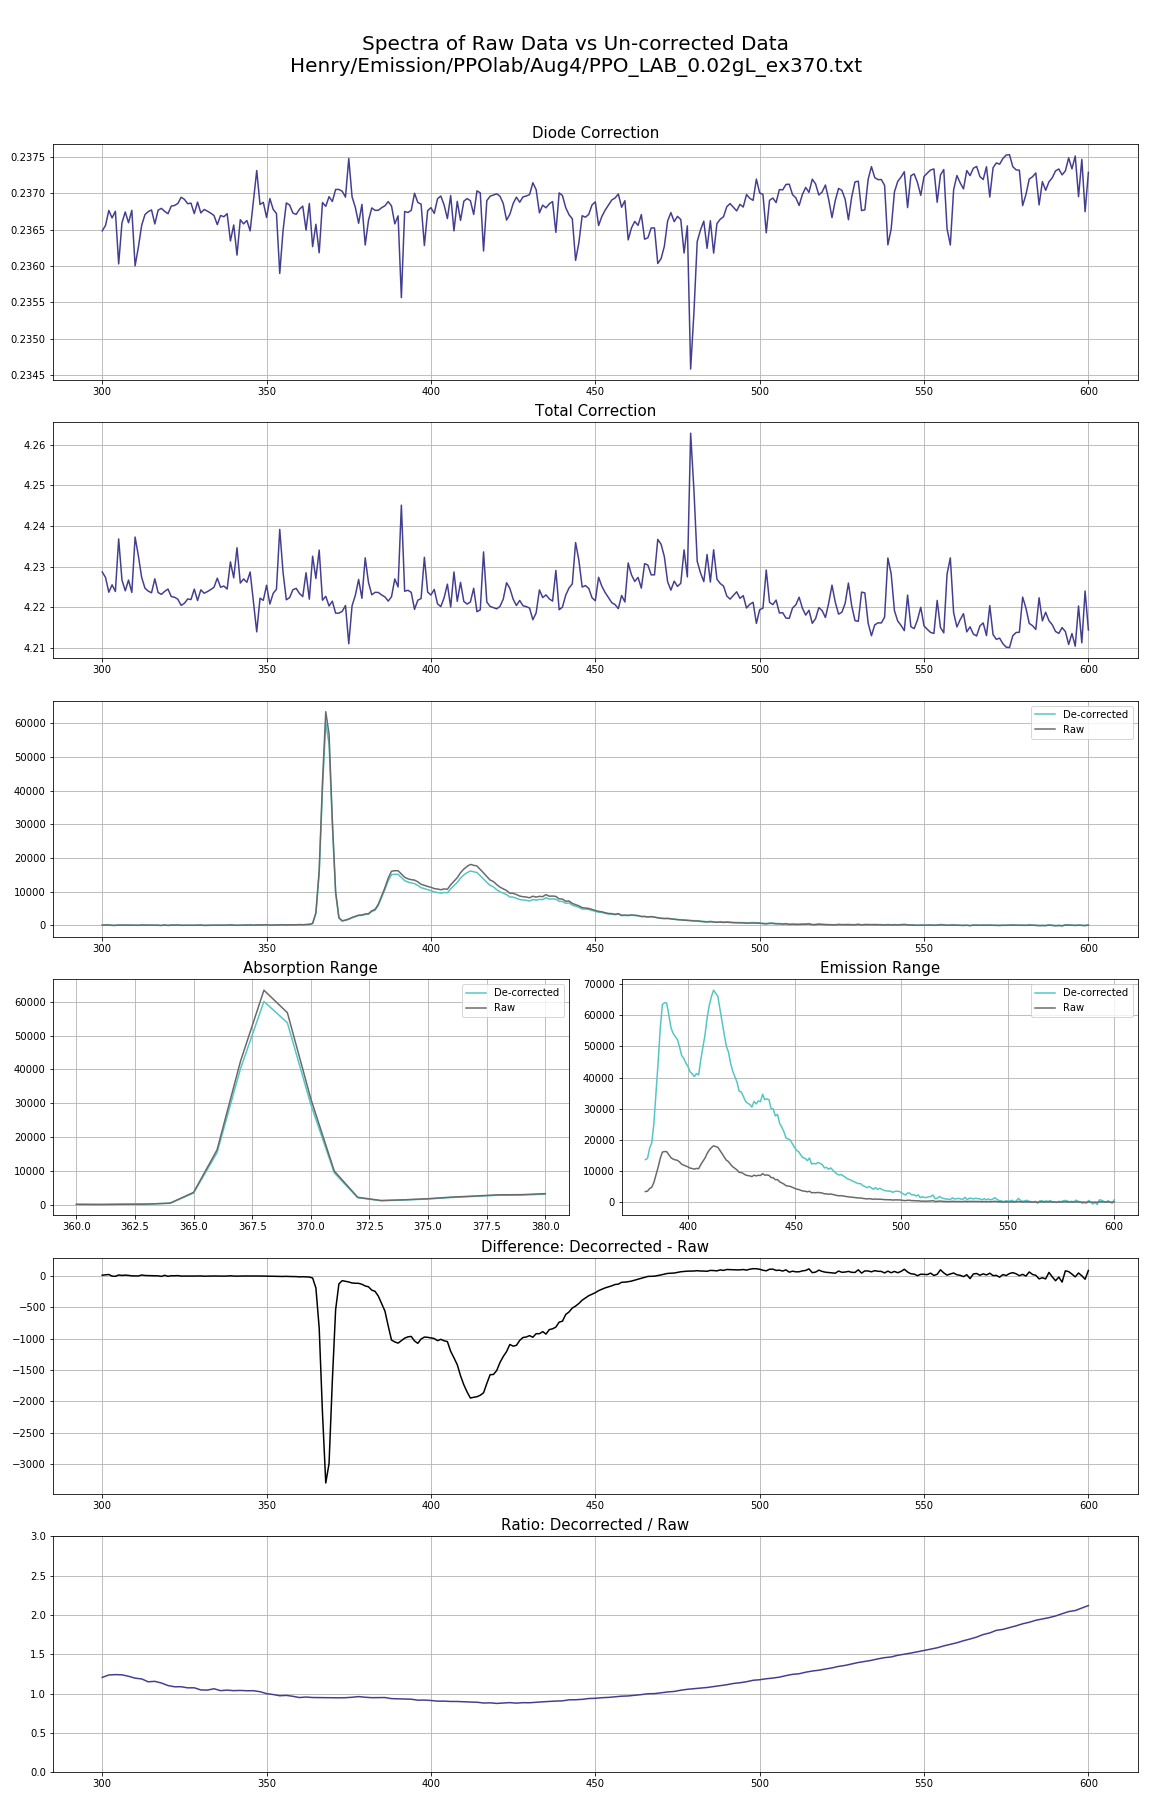 Spectra of Raw Data vs Un-corrected Data
Henry/Emission/PPOlab/Aug4/PPO_LAB_0.02gL_ex370.txt
Diode Correction
0.2375
0.2370
0.2365
0.2360
0.2355
0.2350
0.2345
300 350 400 450 500 550 600
Total Correction
4.26
4.25
4.24
4.23
4.22
4.21
300 350 400 450 500 550 600
De-corrected
Raw
60000
50000
40000
30000
20000
10000
0
300 350 400 450 500 550 600
Absorption Range
De-corrected
Raw
60000
50000
40000
30000
20000
10000
0
360.0 362.5 365.0 367.5 370.0 372.5 375.0 377.5 380.0
Emission Range
De-corrected
Raw
70000
60000
50000
40000
30000
20000
10000
0
400 450 500 550 600
Difference: Decorrected - Raw
0
−500
−1000
−1500
−2000
−2500
−3000
300 350 400 450 500 550 600
Ratio: Decorrected / Raw
3.0
2.5
2.0
1.5
1.0
0.5
0.0
300 350 400 450 500 550 600